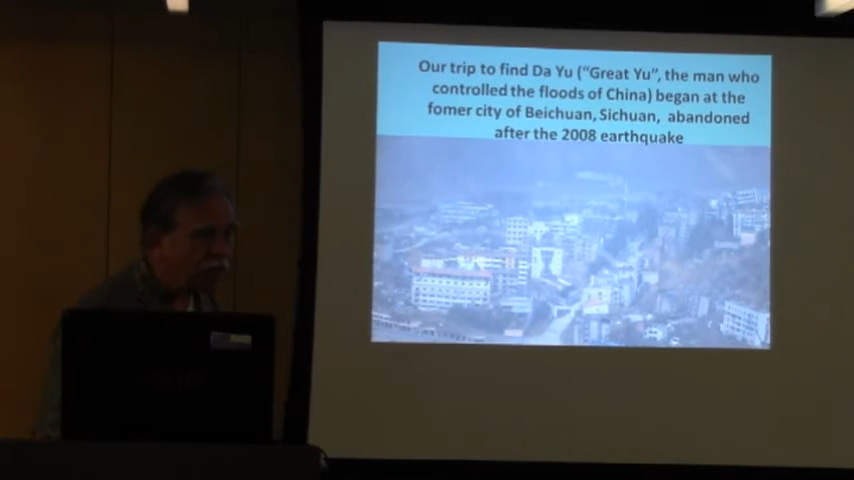 Our trip to find Da Yu (“Great Yu”, the man who
controlled the floods of China) began at the
fomer city of Beichuan, Sichuan, abandoned
after the 2008 earthquake